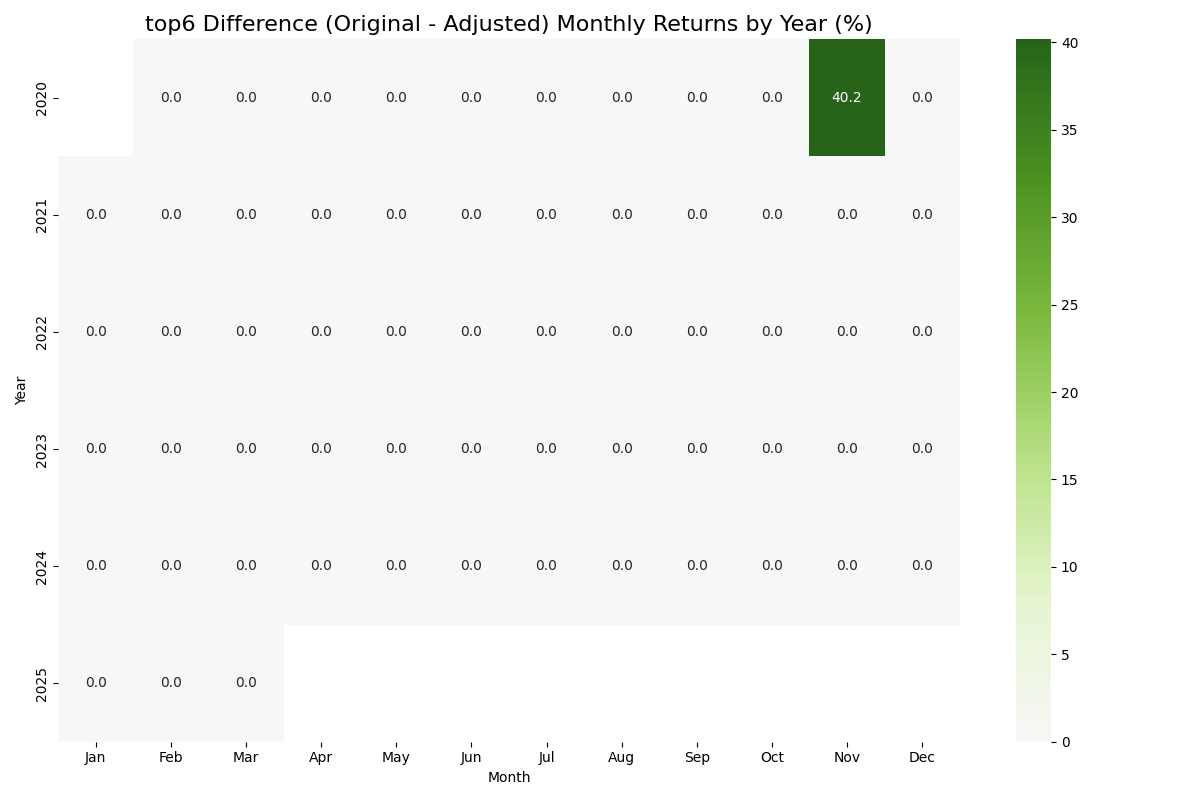 top6 Difference (Original - Adjusted) Monthly Returns by Year (%)
2020 0.0 0.0 0.0 0.0 0.0 0.0 0.0 0.0 0.0 40.2 0.0
2021 0.0 0.0 0.0 0.0 0.0 0.0 0.0 0.0 0.0 0.0 0.0 0.0
2022 0.0 0.0 0.0 0.0 0.0 0.0 0.0 0.0 0.0 0.0 0.0 0.0
2023 0.0 0.0 0.0 0.0 0.0 0.0 0.0 0.0 0.0 0.0 0.0 0.0
2024 0.0 0.0 0.0 0.0 0.0 0.0 0.0 0.0 0.0 0.0 0.0 0.0
2025 0.0 0.0 0.0
Year
Jan Feb Mar Apr May Jun Jul Aug Sep Oct Nov Dec
Month
40
35
30
25
20
15
10
5
0